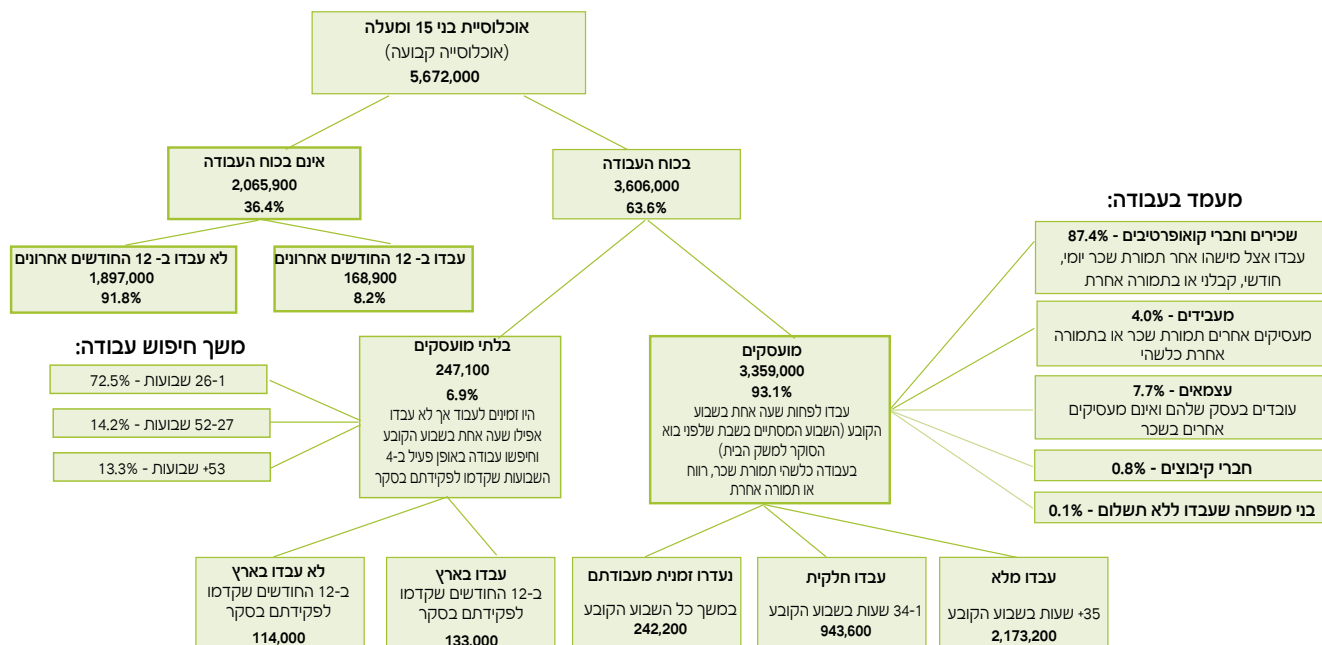 אוכלוסיית בני 15 ומעלה
(אוכלוסייה קבועה)
5,672,000
בכוח העבודה
3,606,000
63.6%
אינם בכוח העבודה
2,065,900
36.4%
עבדו ב- 12 החודשים אחרונים
168,900
8.2%
לא עבדו ב- 12 החודשים אחרונים
1,897,000
91.8%
מעמד בעבודה:
שכירים וחברי קואופרטיבים - 87.4%
עבדו אצל מישהו אחר תמורת שכר יומי,
חודשי, קבלני או בתמורה אחרת
מעבידים - 4.0%
מעסיקים אחרים תמורת שכר או בתמורה
אחרת כלשהי
עצמאים - 7.7%
עובדים בעסק שלהם ואינם מעסיקים
אחרים בשכר
חברי קיבוצים - 0.8%
בני משפחה שעבדו ללא תשלום - 0.1%
מועסקים
3,359,000
93.1%
עבדו לפחות שעה אחת בשבוע
הקובע (השבוע המסתיים בשבת שלפני בוא
הסוקר למשק הבית)
בעבודה כלשהי תמורת שכר, רווח
או תמורה אחרת
בלתי מועסקים
247,100
6.9%
היו זמינים לעבוד אך לא עבדו
אפילו שעה אחת בשבוע הקובע
וחיפשו עבודה באופן פעיל ב-4
השבועות שקדמו לפקידתם בסקר
משך חיפוש עבודה:
26-1 שבועות - 72.5%
52-27 שבועות - 14.2%
53+ שבועות - 13.3%
עבדו מלא
35+ שעות בשבוע הקובע
2,173,200
עבדו חלקית
34-1 שעות בשבוע הקובע
943,600
נעדרו זמנית מעבודתם
במשך כל השבוע הקובע
242,200
עבדו בארץ
ב-12 החודשים שקדמו
לפקידתם בסקר
133,000
לא עבדו בארץ
ב-12 החודשים שקדמו
לפקידתם בסקר
114,000